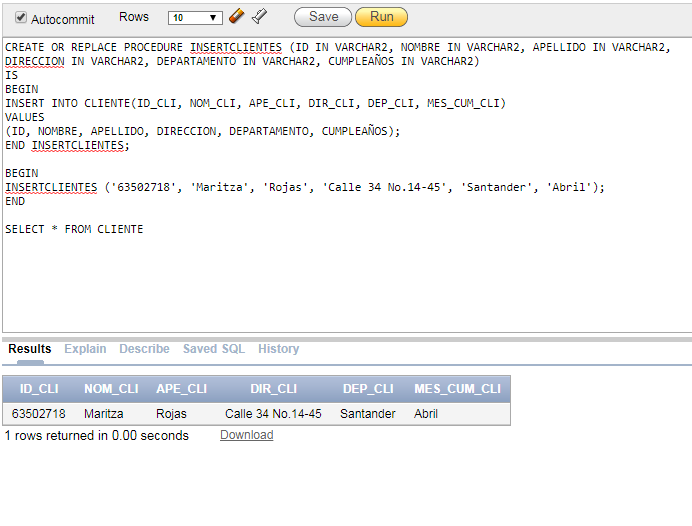 Autocommit Rows 10 Save Run
CREATE OR REPLACE PROCEDURE INSERTCLIENTES (ID IN VARCHAR2, NOMBRE IN VARCHAR2, APELLIDO IN VARCHAR2,
DIRECCION IN VARCHAR2, DEPARTAMENTO IN VARCHAR2, CUMPLEAÑOS IN VARCHAR2)
IS
BEGIN
INSERT INTO CLIENTE(ID_CLI, NOM_CLI, APE_CLI, DIR_CLI, DEP_CLI, MES_CUM_CLI)
VALUES
(ID, NOMBRE, APELLIDO, DIRECCION, DEPARTAMENTO, CUMPLEAÑOS);
END INSERTCLIENTES;
BEGIN
INSERTCLIENTES ('63502718', 'Maritza', 'Rojas', 'Calle 34 No.14-45', 'Santander', 'Abril');
END
SELECT * FROM CLIENTE
Results Explain Describe Saved SQL History
ID_CLI NOM_CLI APE_CLI DIR_CLI DEP_CLI MES_CUM_CLI
63502718 Maritza Rojas Calle 34 No.14-45 Santander Abril
1 rows returned in 0.00 seconds Download